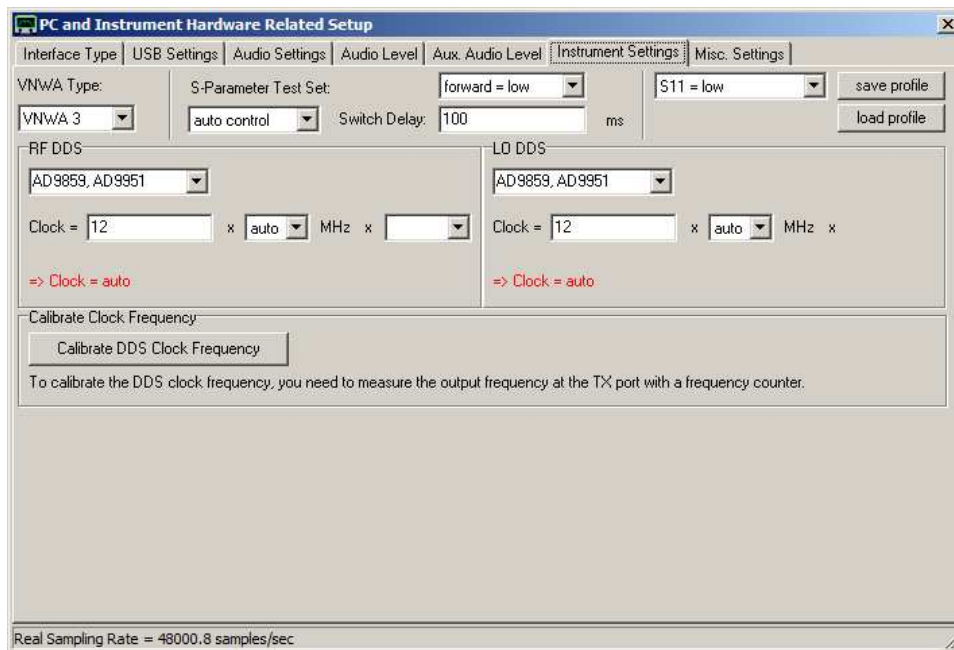 PC and Instrument Hardware Related Setup
Interface Type USB Settings Audio Settings Audio Level Aux. Audio Level Instrument Settings Misc. Settings
VNWA Type: S-Parameter Test Set: forward = low S11 = low save profile
VNWA 3 auto control Switch Delay: 100 ms load profile
RF DDS LO DDS
AD9859, AD9951 AD9859, AD9951
Clock = 12 x auto MHz x Clock = 12 x auto MHz x
=> Clock = auto => Clock = auto
Calibrate Clock Frequency
Calibrate DDS Clock Frequency
To calibrate the DDS clock frequency, you need to measure the output frequency at the TX port with a frequency counter.
Real Sampling Rate = 48000.8 samples/sec